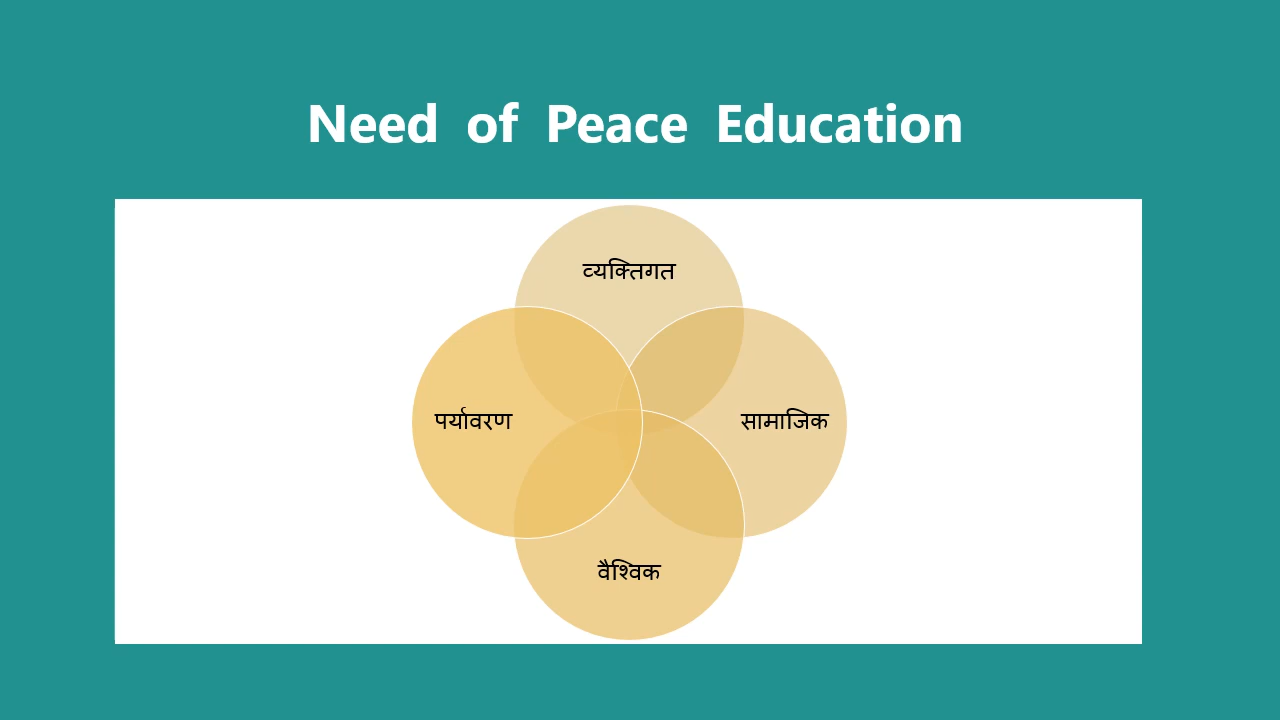 Need of Peace Education
व्यक्तिगत
पर्यावरण
सामाजिक
वैश्विक